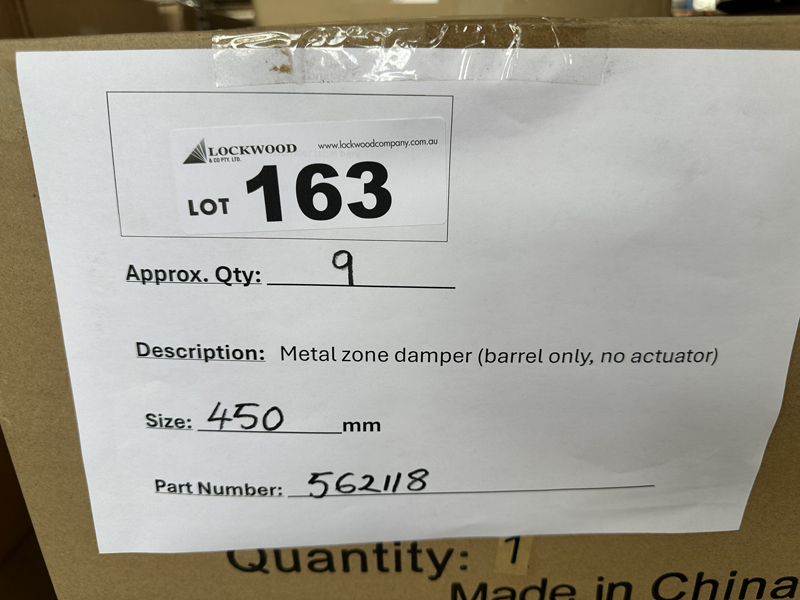 LOCKWOOD
& CO PTY. LTD.
www.lockwoodcompany.com.au
LOT 163
Approx. Qty: 9
Description: Metal zone damper (barrel only, no actuator)
Size: 450 mm
Part Number: 562118
Quantity: 1
Made in China